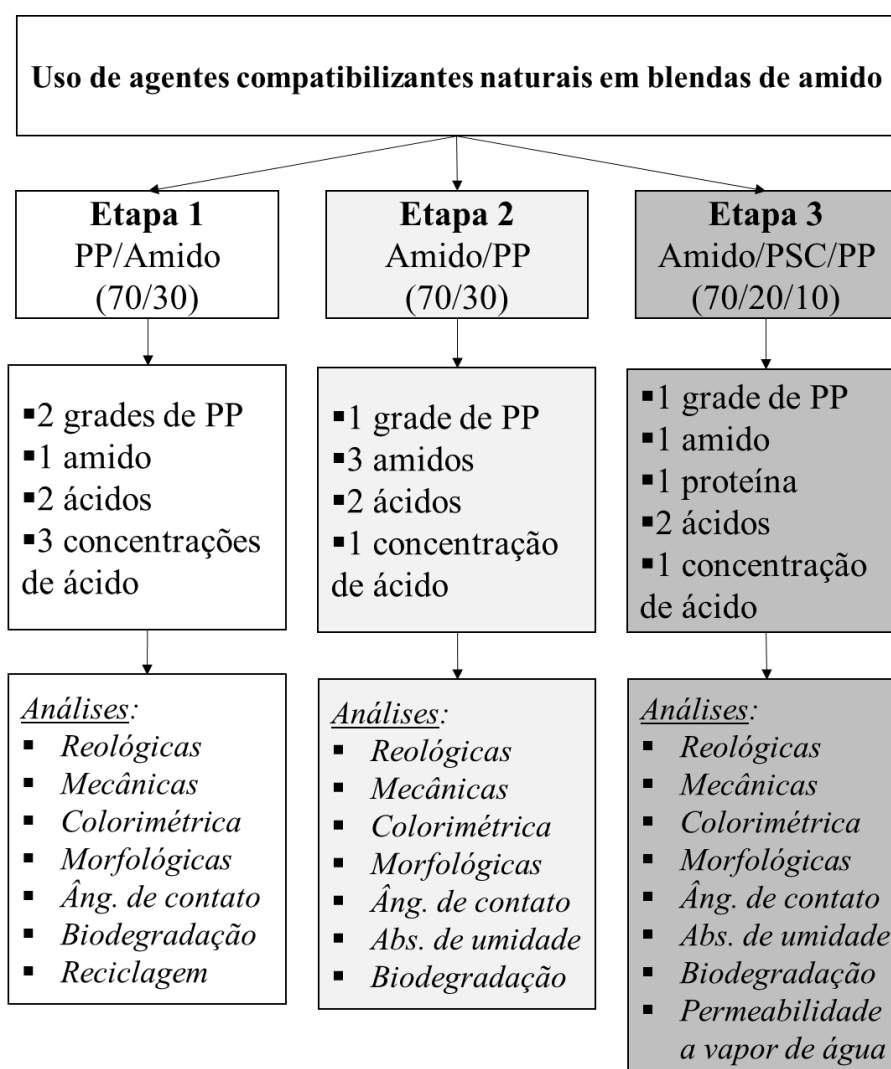 Uso de agentes compatibilizantes naturais em blendas de amido
Etapa 1
PP/Amido
(70/30)
▪2 grades de PP
▪1 amido
▪2 ácidos
▪3 concentrações
de ácido
Análises:
▪ Reológicas
▪ Mecânicas
▪ Colorimétrica
▪ Morfológicas
▪ Âng. de contato
▪ Biodegradação
▪ Reciclagem
Etapa 2
Amido/PP
(70/30)
▪1 grade de PP
▪3 amidos
▪2 ácidos
▪1 concentração
de ácido
Análises:
▪ Reológicas
▪ Mecânicas
▪ Colorimétrica
▪ Morfológicas
▪ Âng. de contato
▪ Abs. de umidade
▪ Biodegradação
Etapa 3
Amido/PSC/PP
(70/20/10)
▪1 grade de PP
▪1 amido
▪1 proteína
▪2 ácidos
▪1 concentração
de ácido
Análises:
▪ Reológicas
▪ Mecânicas
▪ Colorimétrica
▪ Morfológicas
▪ Âng. de contato
▪ Abs. de umidade
▪ Biodegradação
▪ Permeabilidade
a vapor de água